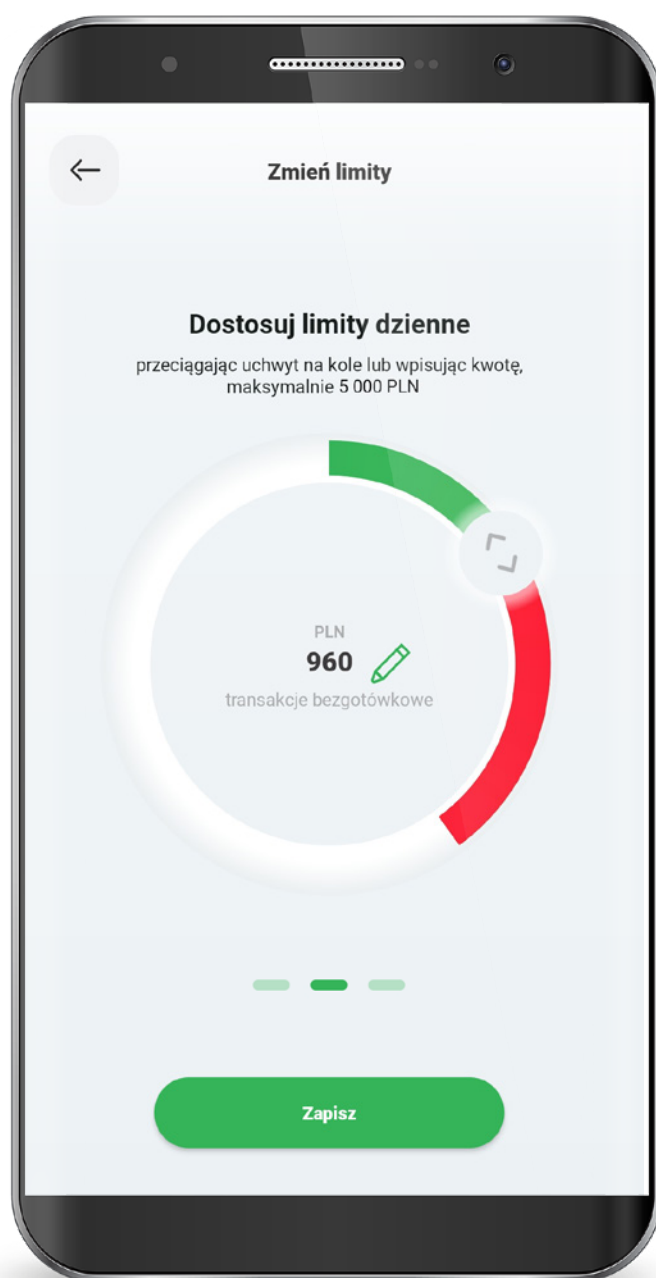 Zmień limity
Dostosuj limity dzienne
przeciągając uchwyt na kole lub wpisując kwotę,
maksymalnie 5 000 PLN
PLN
960
transakcje bezgotówkowe
Zapisz